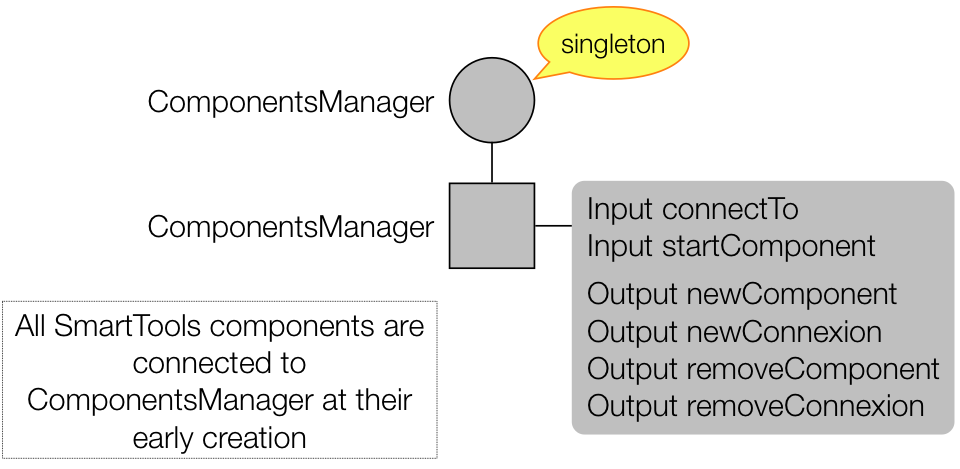 singleton
ComponentsManager
ComponentsManager
Input connectTo
Input startComponent
Output newComponent
Output newConnexion
Output removeComponent
Output removeConnexion
All SmartTools components are
connected to
ComponentsManager at their
early creation